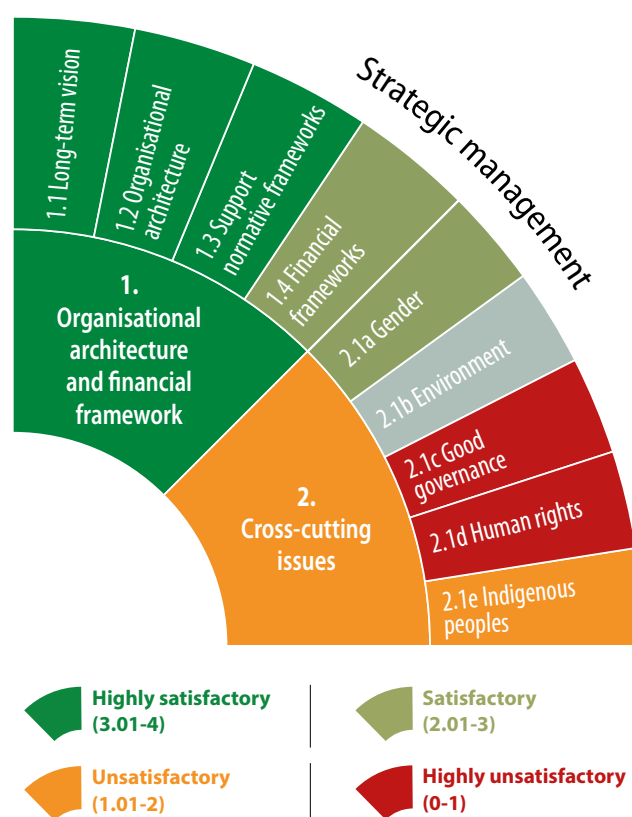 Strategic management
1.1 Long-term vision
1.2 Organisational
architecture
1.3 Support
normative frameworks
1.4 Financial
frameworks
2.1a Gender
2.1b Environment
2.1c Good
governance
2.1d Human rights
2.1e Indigenous
peoples
1.
Organisational
architecture
and financial
framework
2.
Cross-cutting
issues
Highly satisfactory
(3.01-4)
Satisfactory
(2.01-3)
Unsatisfactory
(1.01-2)
Highly unsatisfactory
(0-1)